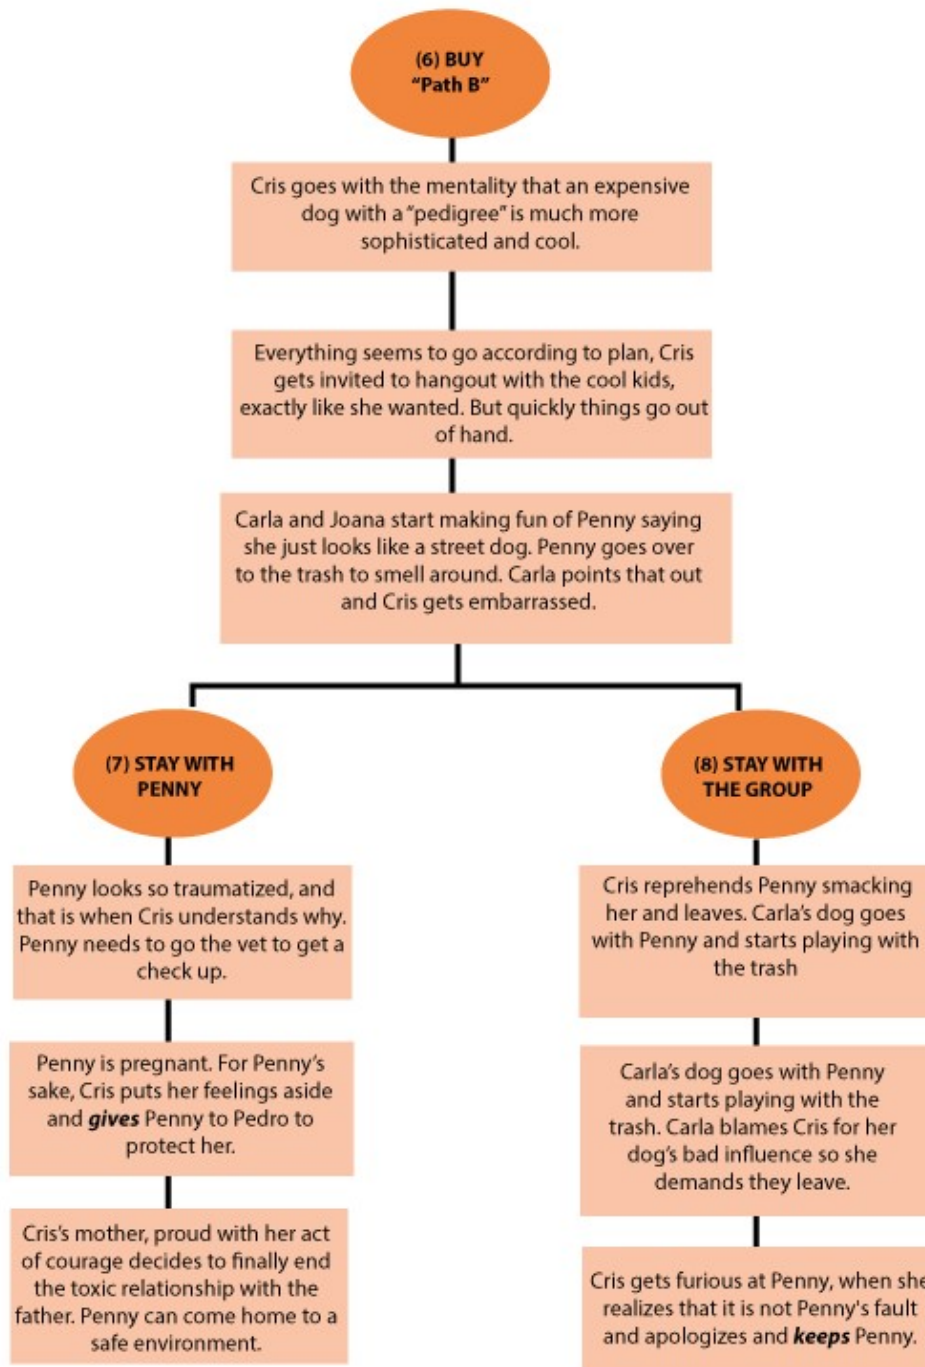 (6) BUY
“Path B”
Cris goes with the mentality that an expensive
dog with a “pedigree” is much more
sophisticated and cool.
Everything seems to go according to plan, Cris
gets invited to hangout with the cool kids,
exactly like she wanted. But quickly things go out
of hand.
Carla and Joana start making fun of Penny saying
she just looks like a street dog. Penny goes over
to the trash to smell around. Carla points that out
and Cris gets embarrassed.
(7) STAY WITH
PENNY
Penny looks so traumatized, and
that is when Cris understands why.
Penny needs to go the vet to get a
check up.
Penny is pregnant. For Penny’s
sake, Cris puts her feelings aside
and gives Penny to Pedro to
protect her.
Cris’s mother, proud with her act
of courage decides to finally end
the toxic relationship with the
father. Penny can come home to a
safe environment.
(8) STAY WITH
THE GROUP
Cris reprehends Penny smacking
her and leaves. Carla’s dog goes
with Penny and starts playing with
the trash
Carla’s dog goes with Penny
and starts playing with the
trash. Carla blames Cris for her
dog’s bad influence so she
demands they leave.
Cris gets furious at Penny, when she
realizes that it is not Penny's fault
and apologizes and keeps Penny.